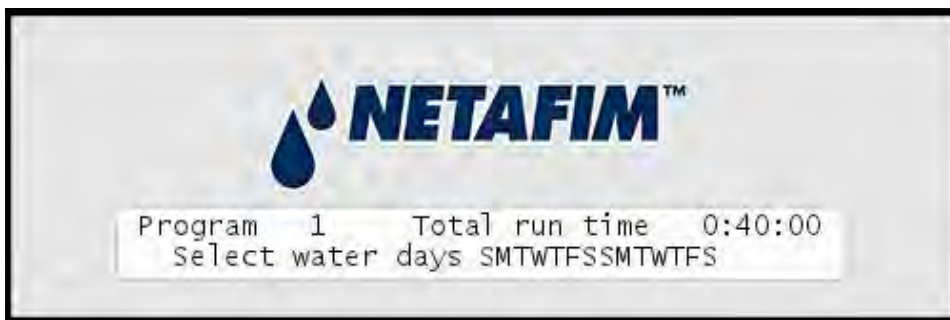 NETAFIM™
Program 1 Total run time 0:40:00
Select water days SMTWTFSSMTWTFS